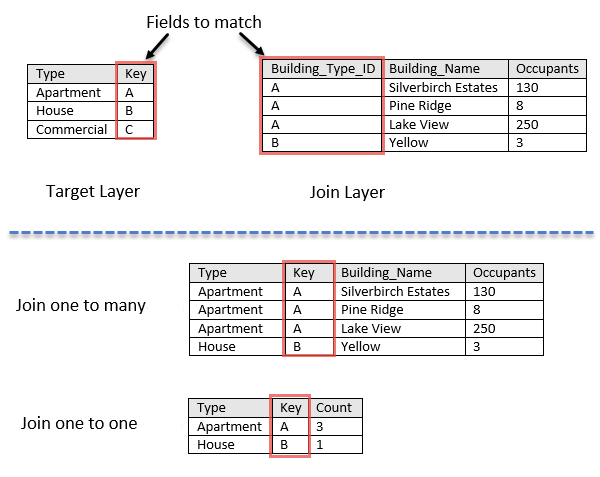 Fields to match
Type Key
Apartment A
House B
Commercial C
Building_Type_ID Building_Name Occupants
A Silverbirch Estates 130
A Pine Ridge 8
A Lake View 250
B Yellow 3
Target Layer
Join Layer
Join one to many
Type Key Building_Name Occupants
Apartment A Silverbirch Estates 130
Apartment A Pine Ridge 8
Apartment A Lake View 250
House B Yellow 3
Join one to one
Type Key Count
Apartment A 3
House B 1